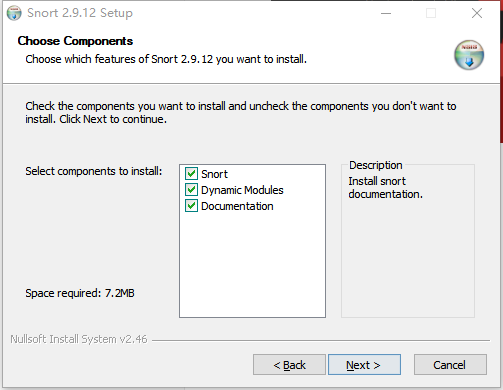 Snort 2.9.12 Setup
Choose Components
Choose which features of Snort 2.9.12 you want to install.
Check the components you want to install and uncheck the components you don't want to
install. Click Next to continue.
Select components to install:
Snort
Dynamic Modules
Documentation
Description
Install snort
documentation.
Space required: 7.2MB
Nullsoft Install System v2.46
< Back
Next >
Cancel